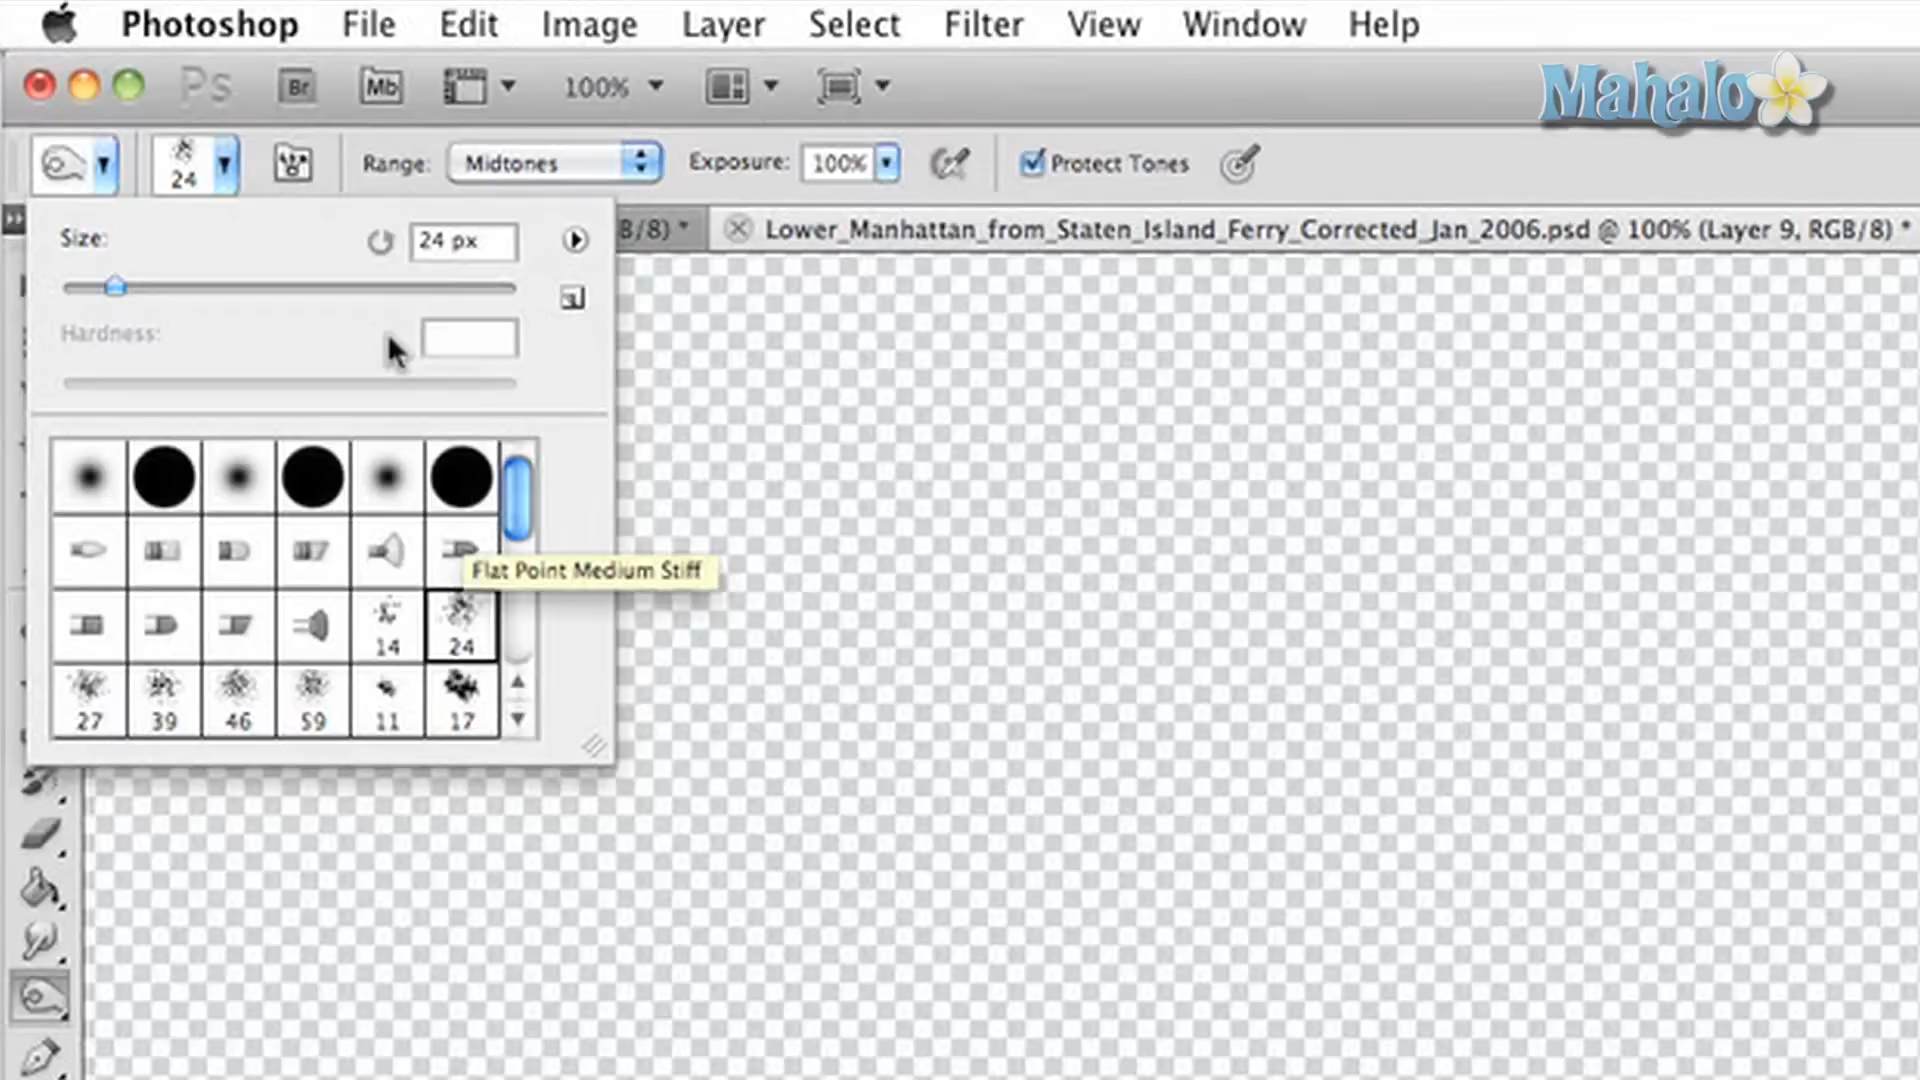 Photoshop File Edit Image Layer Select Filter View Window Help
Ps Br Mb 100%
Mahalo
24 Range: Midtones Exposure: 100% Protect Tones
B/8) * Lower_Manhattan_from_Staten_Island_Ferry_Corrected_Jan_2006.psd @ 100% (Layer 9, RGB/8) *
Size: 24 px
Hardness:
Flat Point Medium Stiff
14 24
27 39 46 59 11 17